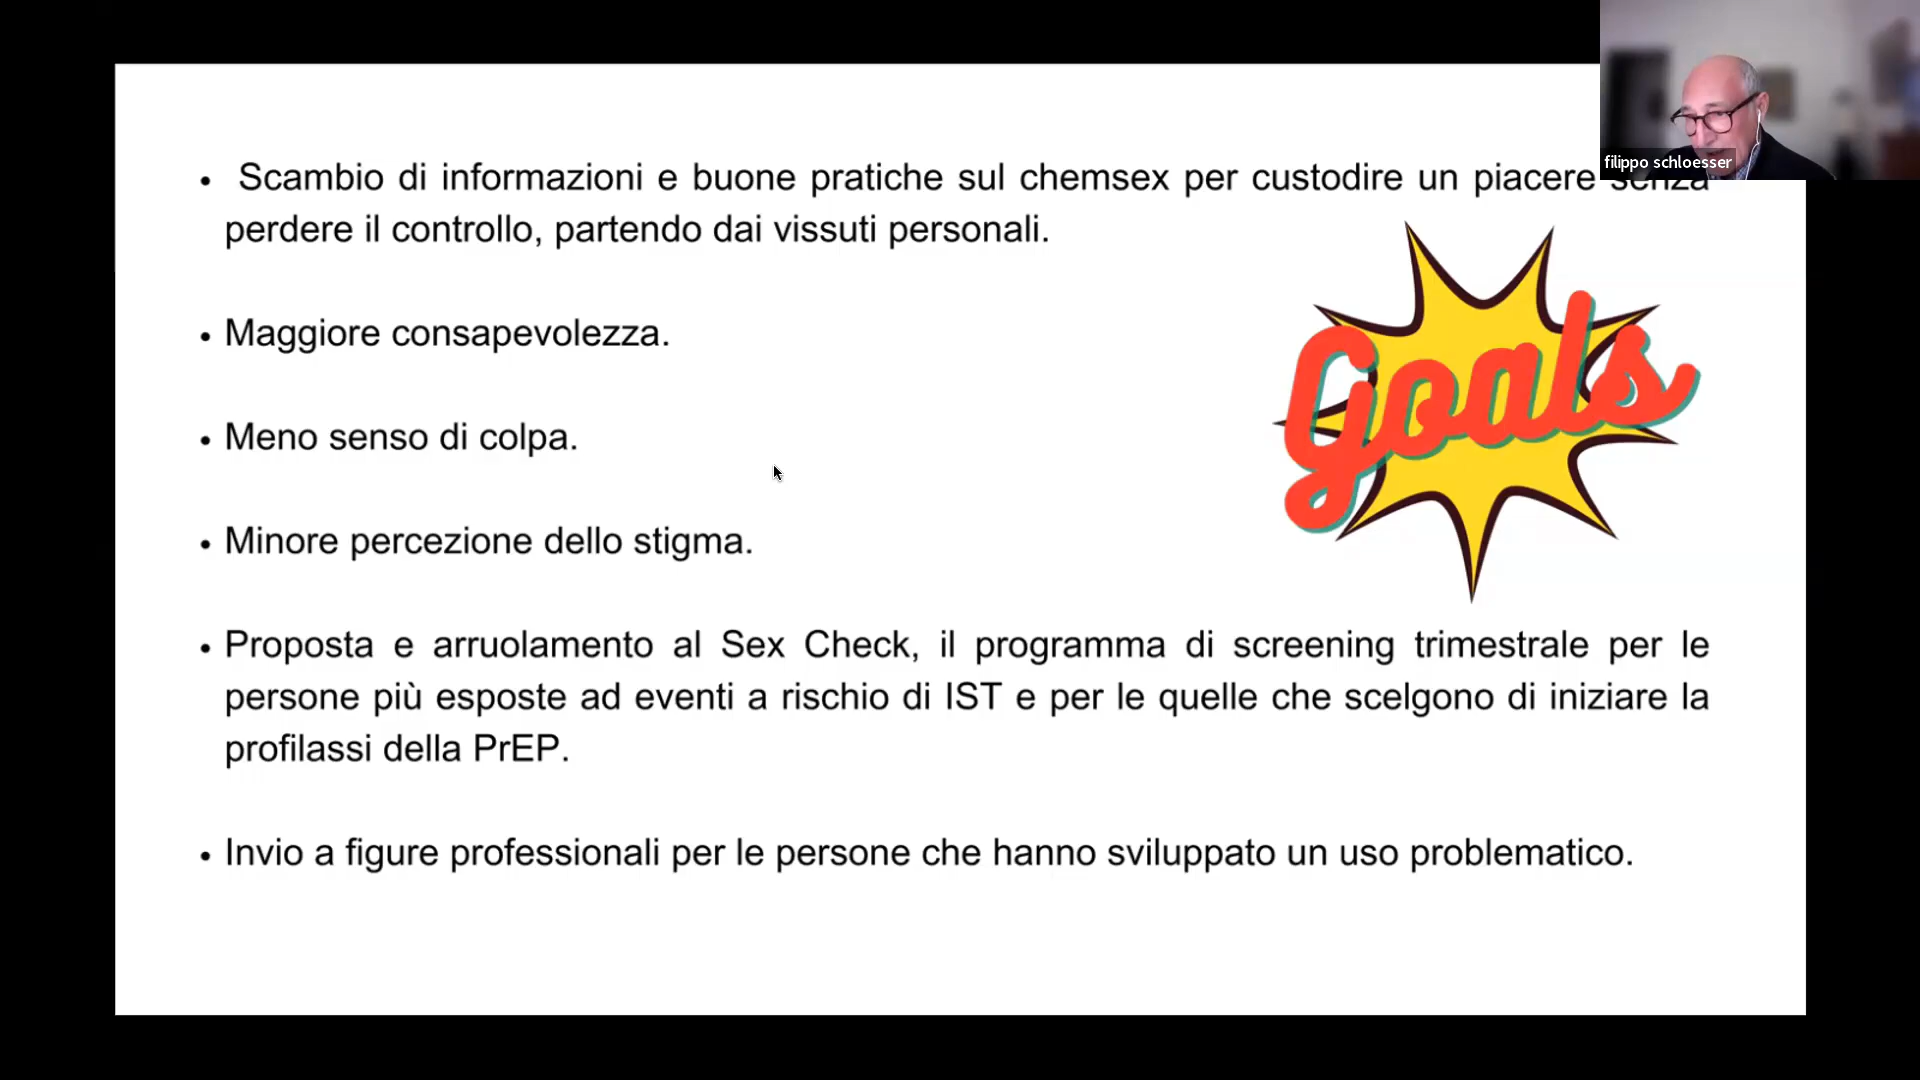 filippo schloesser
• Scambio di informazioni e buone pratiche sul chemsex per custodire un piacere senza
perdere il controllo, partendo dai vissuti personali.
• Maggiore consapevolezza.
• Meno senso di colpa.
• Minore percezione dello stigma.
Goals
• Proposta e arruolamento al Sex Check, il programma di screening trimestrale per le
persone più esposte ad eventi a rischio di IST e per le quelle che scelgono di iniziare la
profilassi della PrEP.
• Invio a figure professionali per le persone che hanno sviluppato un uso problematico.